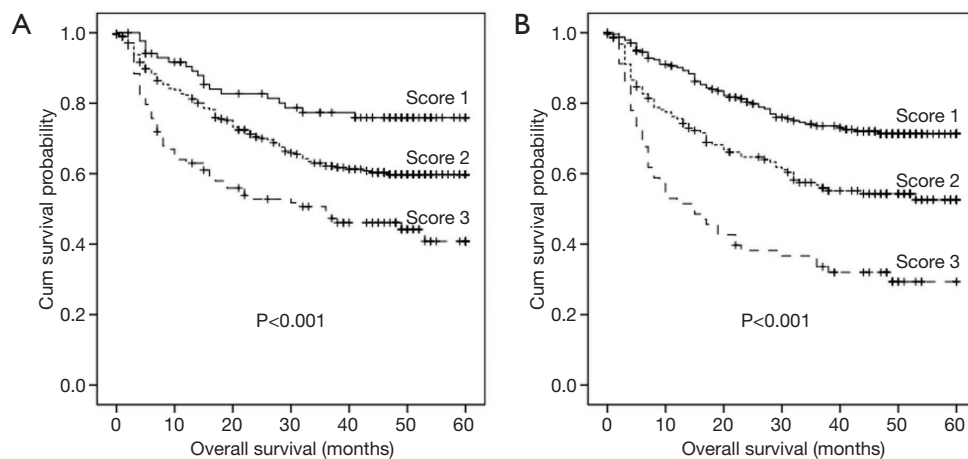 A
Cum survival probability
1.0
0.8
0.6
0.4
0.2
0.0
Score 1
Score 2
Score 3
P<0.001
0 10 20 30 40 50 60
Overall survival (months)
B
Cum survival probability
1.0
0.8
0.6
0.4
0.2
0.0
Score 1
Score 2
Score 3
P<0.001
0 10 20 30 40 50 60
Overall survival (months)